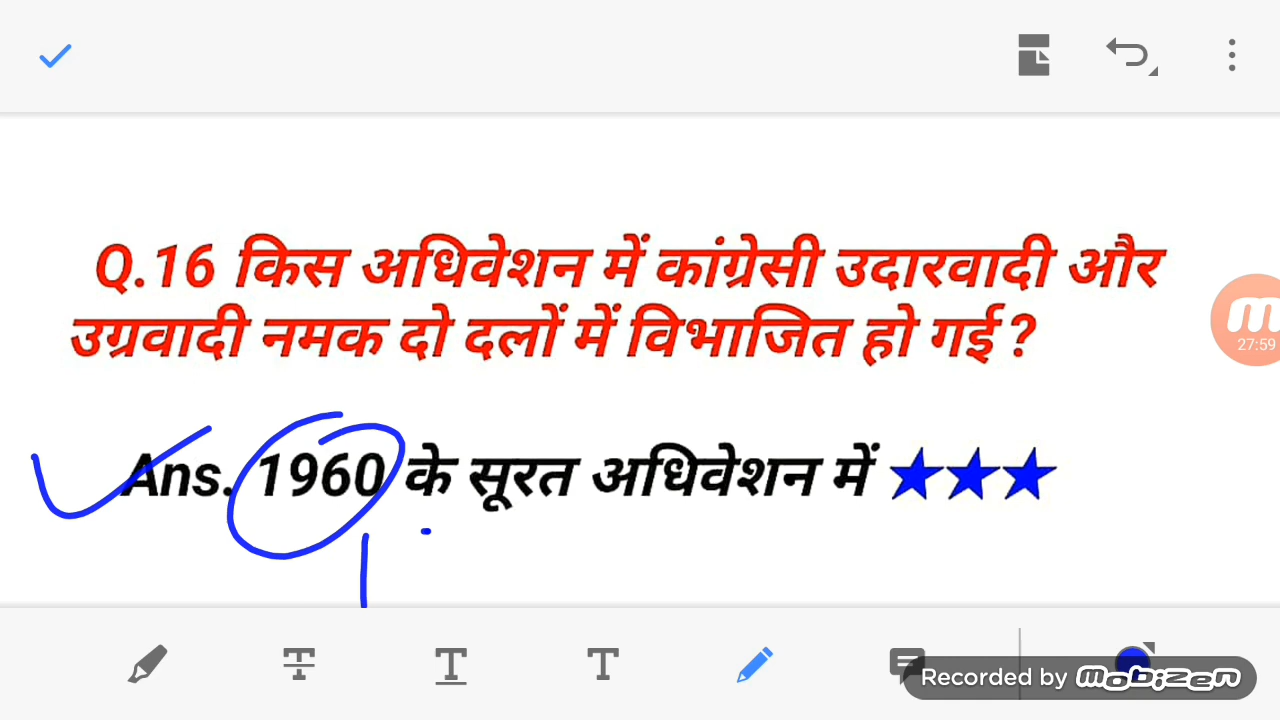 Q.16 किस अधिवेशन में कांग्रेसी उदारवादी और
उग्रवादी नमक दो दलों में विभाजित हो गई ?
27:59
Ans. 1960 के सूरत अधिवेशन में ★★★
T T T
Recorded by mobizen